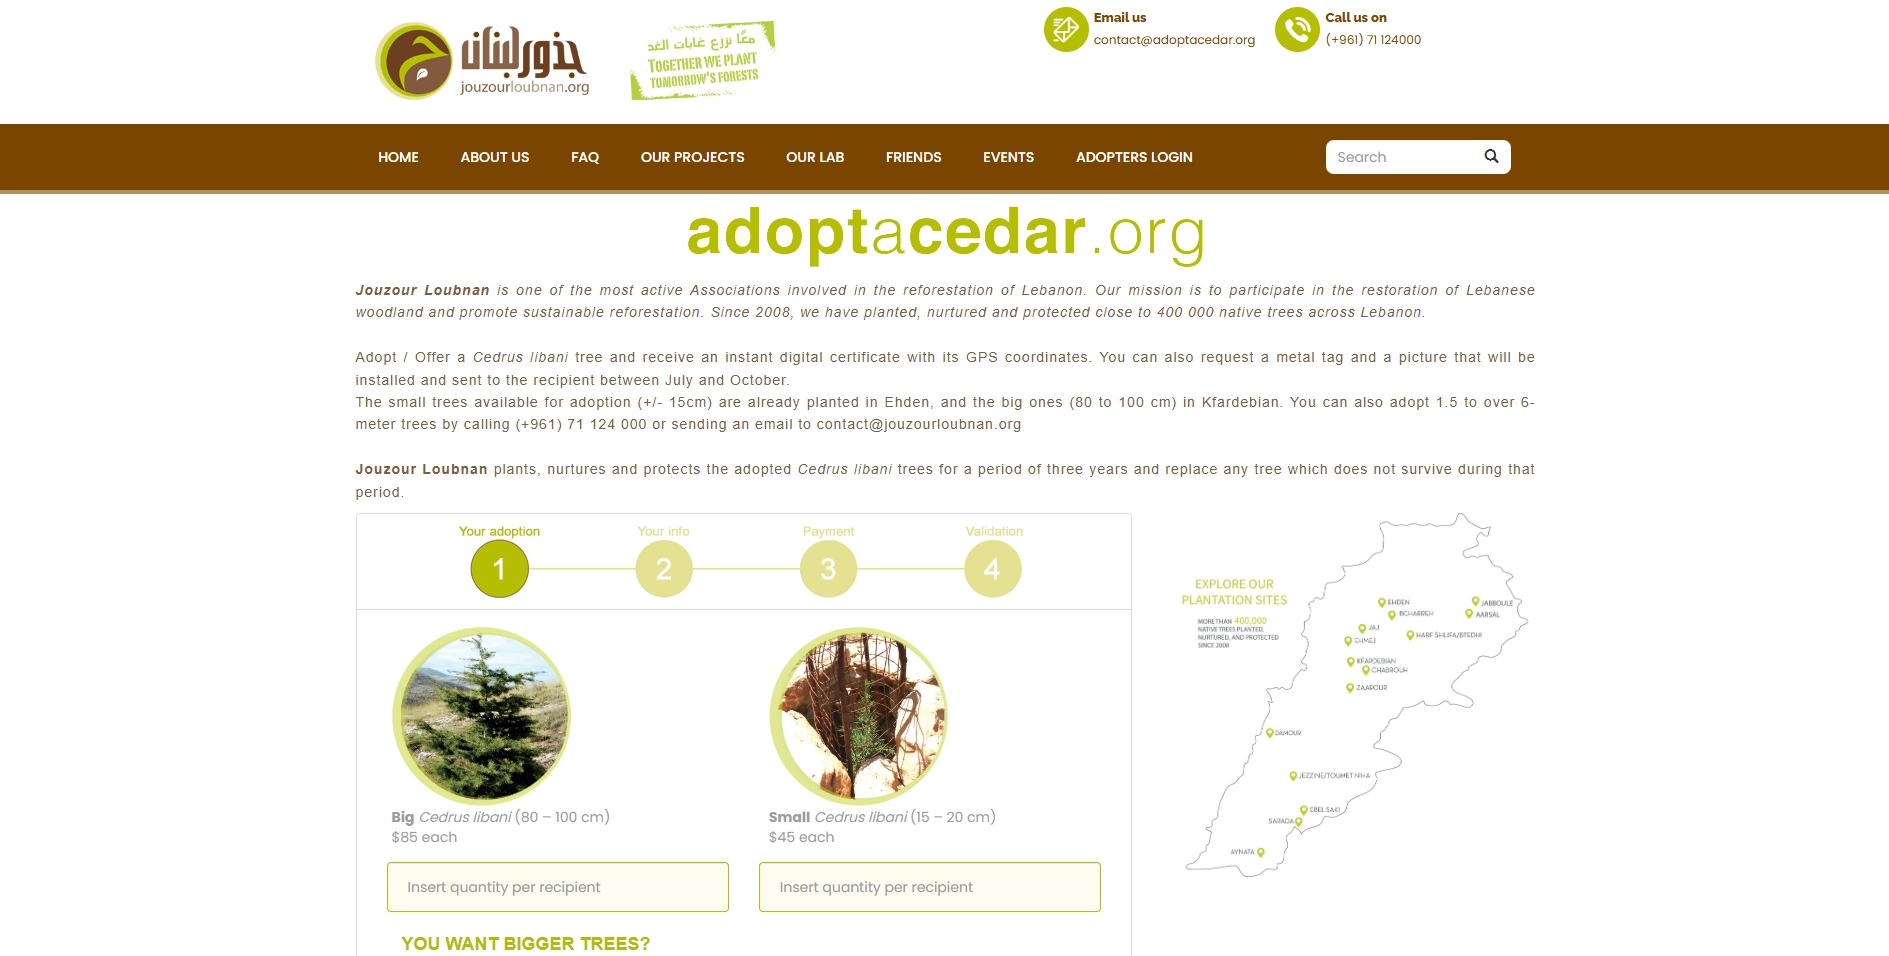 جذور لبنان
jouzourloubnan.org
معًا نزرع غابات الغد
TOGETHER WE PLANT
TOMORROW'S FORESTS
Email us
contact@adoptacedar.org
Call us on
(+961) 71 124000
HOME ABOUT US FAQ OUR PROJECTS OUR LAB FRIENDS EVENTS ADOPTERS LOGIN Search
adoptacedar.org
Jouzour Loubnan is one of the most active Associations involved in the reforestation of Lebanon. Our mission is to participate in the restoration of Lebanese
woodland and promote sustainable reforestation. Since 2008, we have planted, nurtured and protected close to 400 000 native trees across Lebanon.
Adopt / Offer a Cedrus libani tree and receive an instant digital certificate with its GPS coordinates. You can also request a metal tag and a picture that will be
installed and sent to the recipient between July and October.
The small trees available for adoption (+/- 15cm) are already planted in Ehden, and the big ones (80 to 100 cm) in Kfardebian. You can also adopt 1.5 to over 6-
meter trees by calling (+961) 71 124 000 or sending an email to contact@jouzourloubnan.org
Jouzour Loubnan plants, nurtures and protects the adopted Cedrus libani trees for a period of three years and replace any tree which does not survive during that
period.
Your adoption Your info Payment Validation
1 2 3 4
Big Cedrus libani (80 – 100 cm)
$85 each
Insert quantity per recipient
Small Cedrus libani (15 – 20 cm)
$45 each
Insert quantity per recipient
YOU WANT BIGGER TREES?
EXPLORE OUR
PLANTATION SITES
MORE THAN 400,000
NATIVE TREES PLANTED,
NURTURED, AND PROTECTED
SINCE 2008
EHDEN
JABBOULE
BCHARREH
AARSAL
JAJ
HARF SHLIFA/BTEDHI
EHMEJ
KFARDEBIAN
CHABROUH
ZAAROUR
DAMOUR
JEZZINE/TOUMET NIHA
EBEL SAKI
SARADA
AYNATA